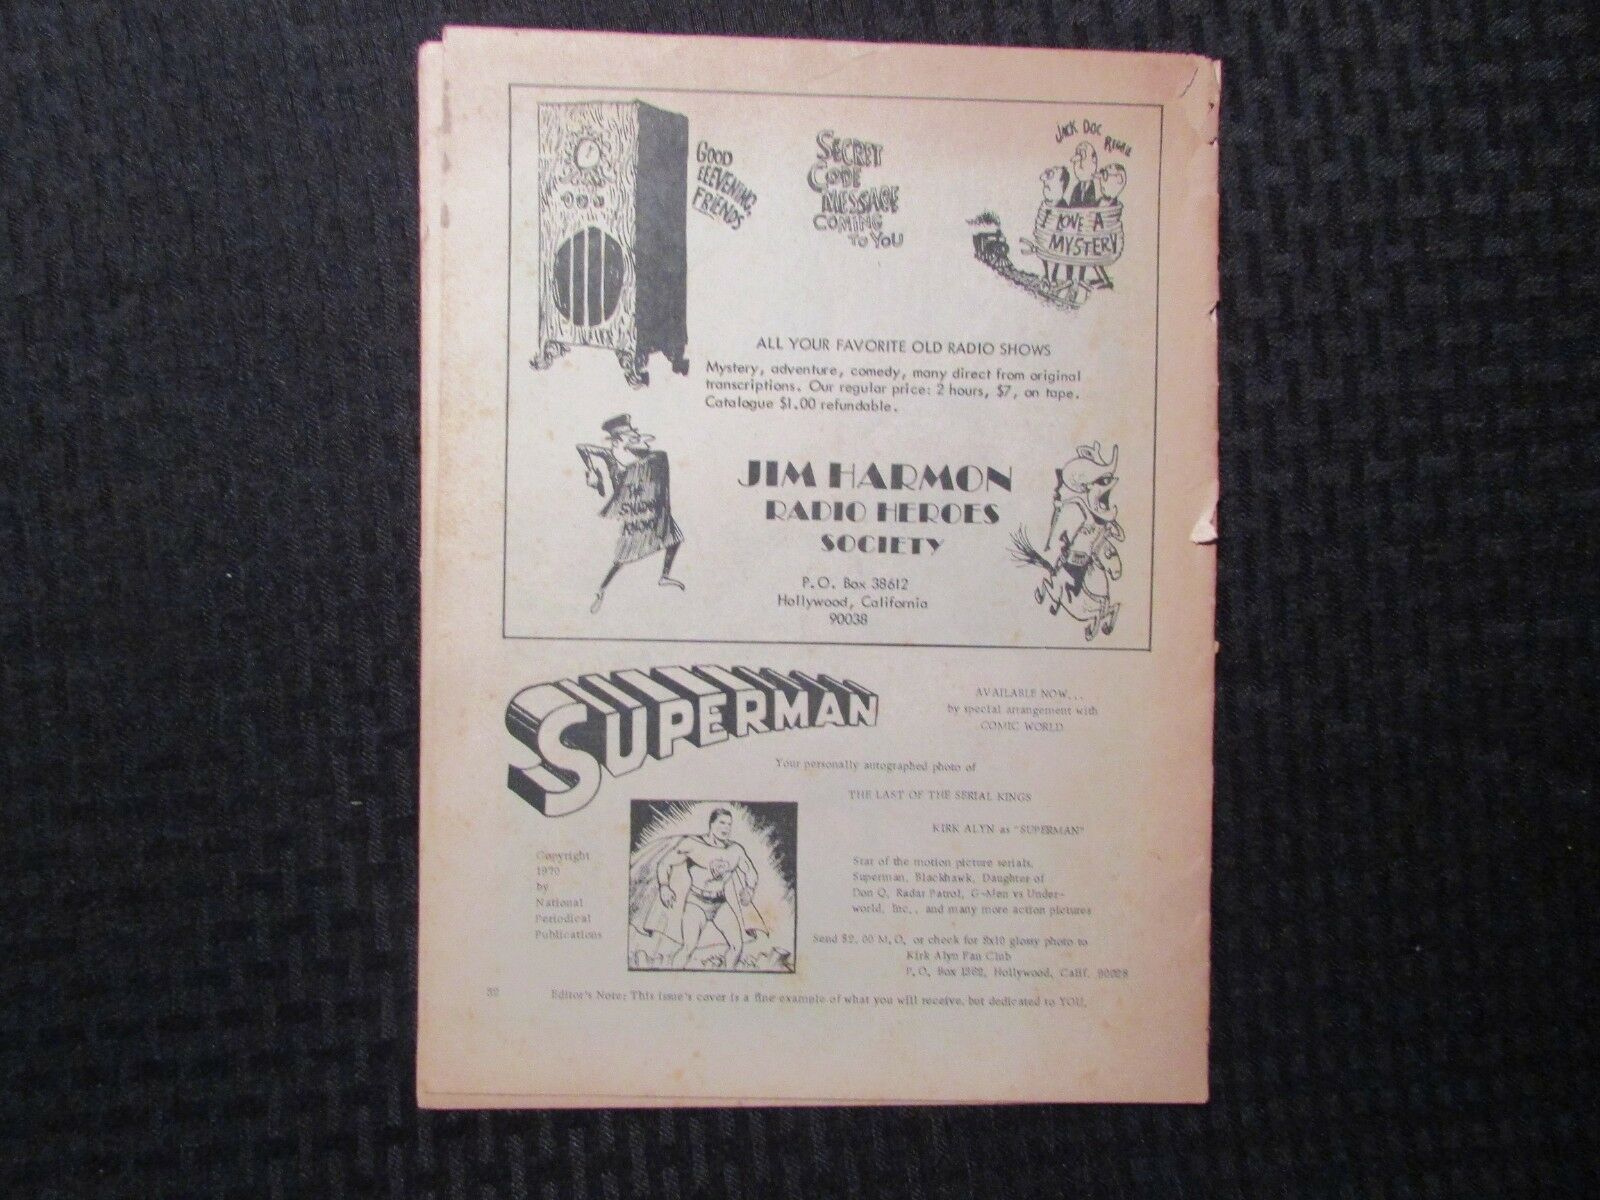 GOOD
EEEVENING,
FRIENDS
SECRET
CODE
MESSAGE
COMING
TO YOU
JACK DOC
I LOVE A
MYSTERY
ALL YOUR FAVORITE OLD RADIO SHOWS
Mystery, adventure, comedy, many direct from original
transcriptions. Our regular price: 2 hours, $7, on tape.
Catalogue $1.00 refundable.
THE
SHADOW
KNOWS
JIM HARMON
RADIO HEROES
SOCIETY
P.O. Box 38612
Hollywood, California
90038
SUPERMAN
AVAILABLE NOW...
by special arrangement with
COMIC WORLD
Your personally autographed photo of
THE LAST OF THE SERIAL KINGS
KIRK ALYN as "SUPERMAN"
Copyright
1970
by
National
Periodical
Publications
Star of the motion picture serials,
Superman, Blackhawk, Daughter of
Don Q, Radar Patrol, G-Men vs Under-
world, Inc., and many more action pictures
Send $2.00 M.O. or check for 8x10 glossy photo to
Kirk Alyn Fan Club
P.O. Box 1362, Hollywood, Calif. 90028
32
Editor's Note: This issue's cover is a fine example of what you will receive, but dedicated to YOU.